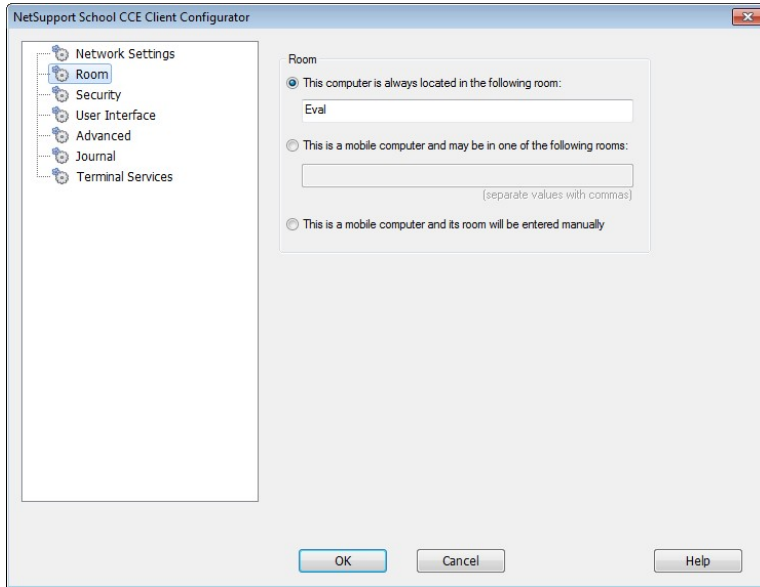 NetSupport School CCE Client Configurator
Network Settings
Room
Security
User Interface
Advanced
Journal
Terminal Services
Room
This computer is always located in the following room:
Eval
This is a mobile computer and may be in one of the following rooms:
(separate values with commas)
This is a mobile computer and its room will be entered manually
OK
Cancel
Help